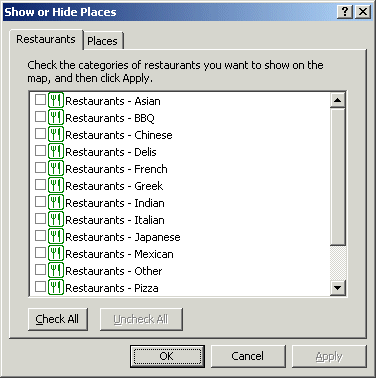 Show or Hide Places
Restaurants Places
Check the categories of restaurants you want to show on the
map, and then click Apply.
Restaurants - Asian
Restaurants - BBQ
Restaurants - Chinese
Restaurants - Delis
Restaurants - French
Restaurants - Greek
Restaurants - Indian
Restaurants - Italian
Restaurants - Japanese
Restaurants - Mexican
Restaurants - Other
Restaurants - Pizza
Check All Uncheck All
OK Cancel Apply